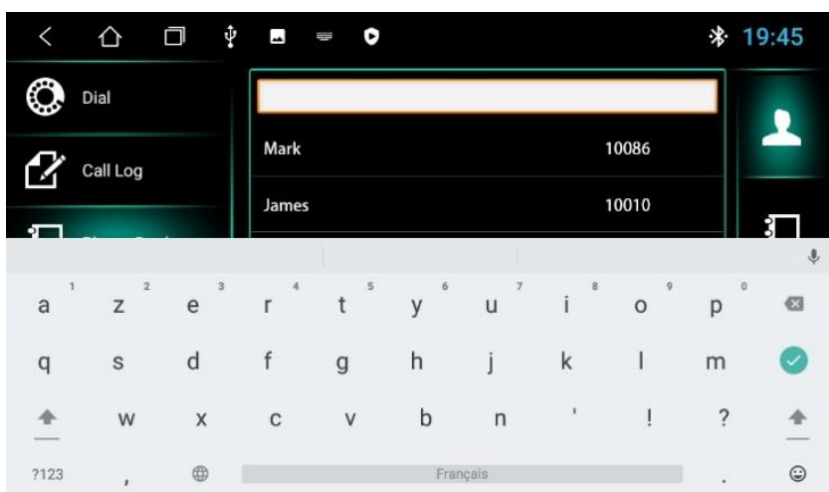 19:45
Dial
Mark 10086
Call Log
James 10010
1 2 3 4 5 6 7 8 9 0
a z e r t y u i o p
q s d f g h j k l m
w x c v b n ' ! ?
?123 , Français .